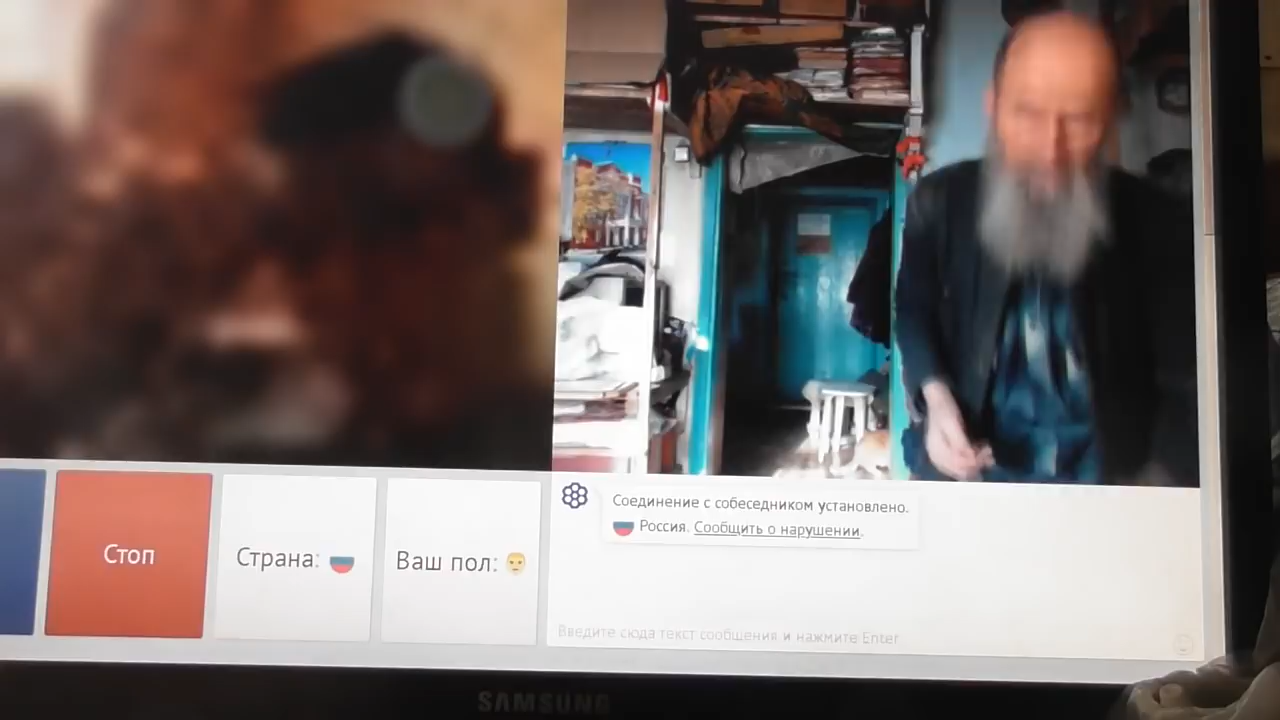 Соединение с собеседником установлено.
Россия. Сообщить о нарушении.
Стоп
Страна:
Ваш пол:
Введите сюда текст сообщения и нажмите Enter
SAMSUNG